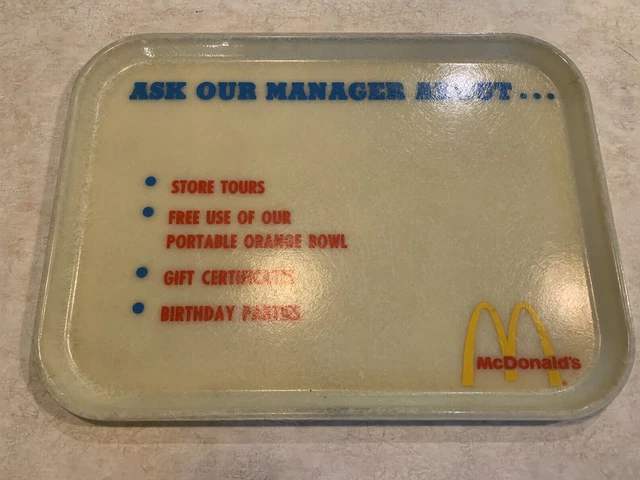 ASK OUR MANAGER ABOUT...
• STORE TOURS
• FREE USE OF OUR
PORTABLE ORANGE BOWL
• GIFT CERTIFICATES
• BIRTHDAY PARTIES
McDonald's